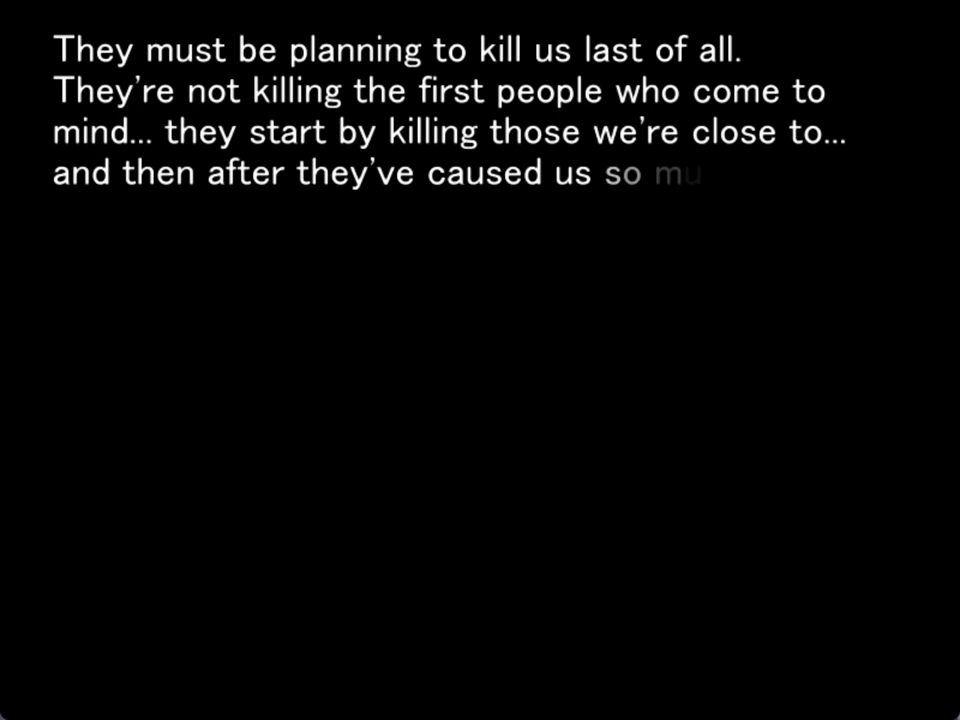 They must be planning to kill us last of all.
They're not killing the first people who come to
mind... they start by killing those we're close to...
and then after they've caused us so mu